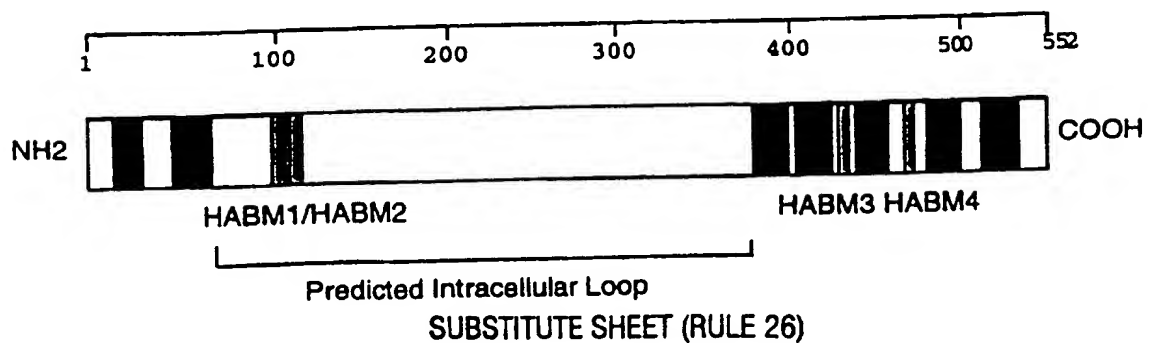 1 100 200 300 400 500 552
NH2 COOH
HABM1/HABM2 HABM3 HABM4
Predicted Intracellular Loop
SUBSTITUTE SHEET (RULE 26)